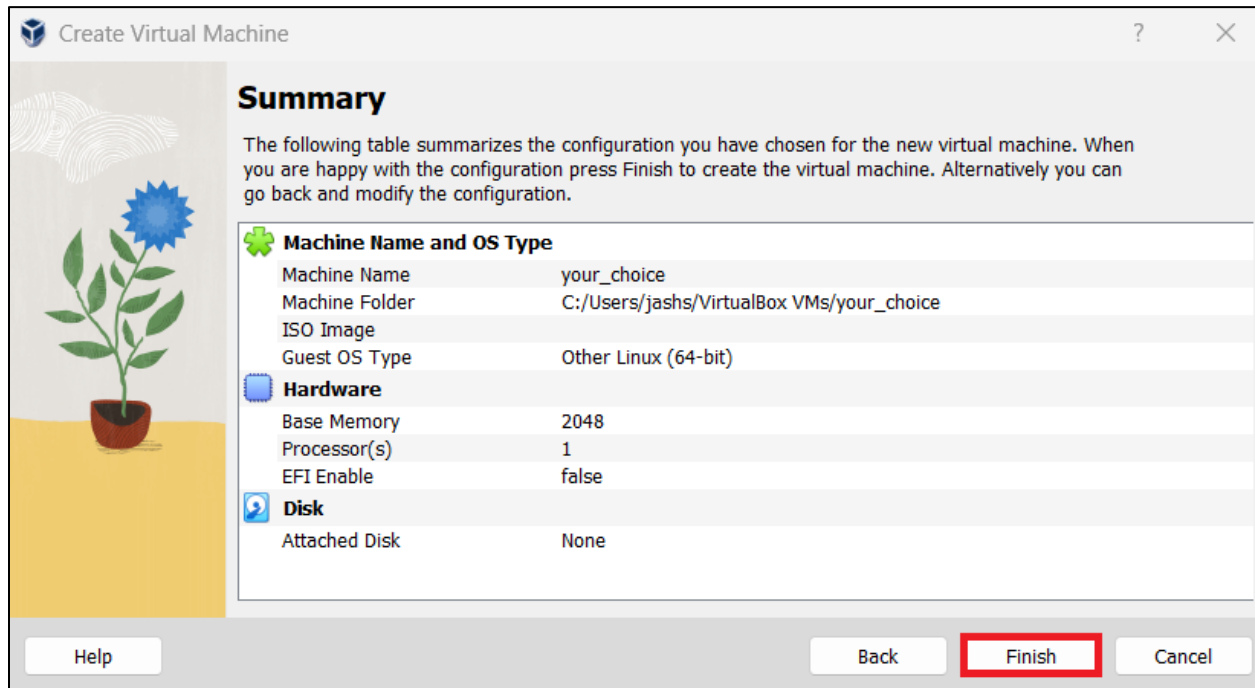 Create Virtual Machine ? ×
Summary
The following table summarizes the configuration you have chosen for the new virtual machine. When
you are happy with the configuration press Finish to create the virtual machine. Alternatively you can
go back and modify the configuration.
Machine Name and OS Type
Machine Name your_choice
Machine Folder C:/Users/jashs/VirtualBox VMs/your_choice
ISO Image
Guest OS Type Other Linux (64-bit)
Hardware
Base Memory 2048
Processor(s) 1
EFI Enable false
Disk
Attached Disk None
Help Back Finish Cancel